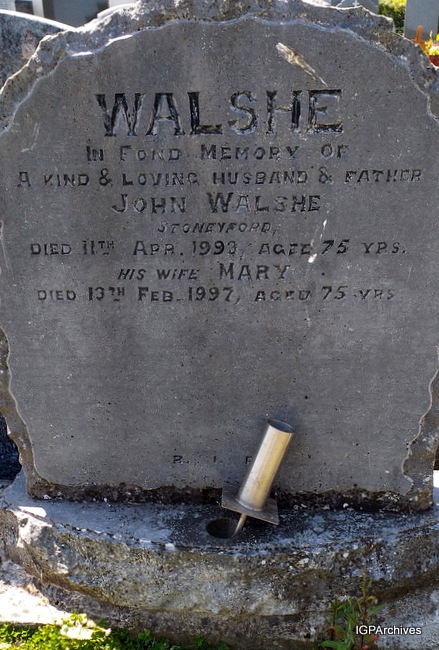 WALSHE
IN FOND MEMORY OF
A KIND & LOVING HUSBAND & FATHER
JOHN WALSHE
STONEYFORD,
DIED 11TH APR. 1993, AGED 75 YRS.
HIS WIFE MARY
DIED 13TH FEB. 1997, AGED 75 YRS
R. I. P.
IGPArchives